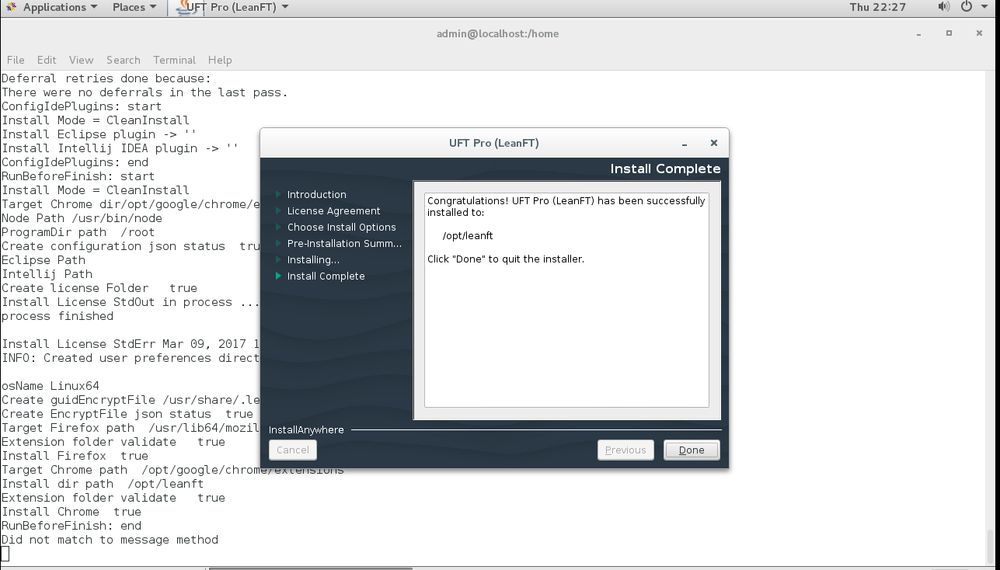 Applications Places UFT Pro (LeanFT) Thu 22:27
admin@localhost:/home
File Edit View Search Terminal Help
Deferral retries done because:
There were no deferrals in the last pass.
ConfigIdePlugins: start
Install Mode = CleanInstall
Install Eclipse plugin -> ''
Install Intellij IDEA plugin -> ''
ConfigIdePlugins: end
RunBeforeFinish: start
Install Mode = CleanInstall
Target Chrome dir/opt/google/chrome/e
Node Path /usr/bin/node
ProgramDir path /root
Create configuration json status tru
Eclipse Path
Intellij Path
Create license Folder true
Install License StdOut in process ...
process finished
Install License StdErr Mar 09, 2017 1
INFO: Created user preferences direct
osName Linux64
Create guidEncryptFile /usr/share/.le
Create EncryptFile json status true
Target Firefox path /usr/lib64/mozil
Extension folder validate true
Install Firefox true
Target Chrome path /opt/google/chrome/extensions
Install dir path /opt/leanft
Extension folder validate true
Install Chrome true
RunBeforeFinish: end
Did not match to message method
UFT Pro (LeanFT)
Install Complete
Introduction
License Agreement
Choose Install Options
Pre-Installation Summ...
Installing...
Install Complete
Congratulations! UFT Pro (LeanFT) has been successfully
installed to:
/opt/leanft
Click "Done" to quit the installer.
InstallAnywhere
Cancel Previous Done